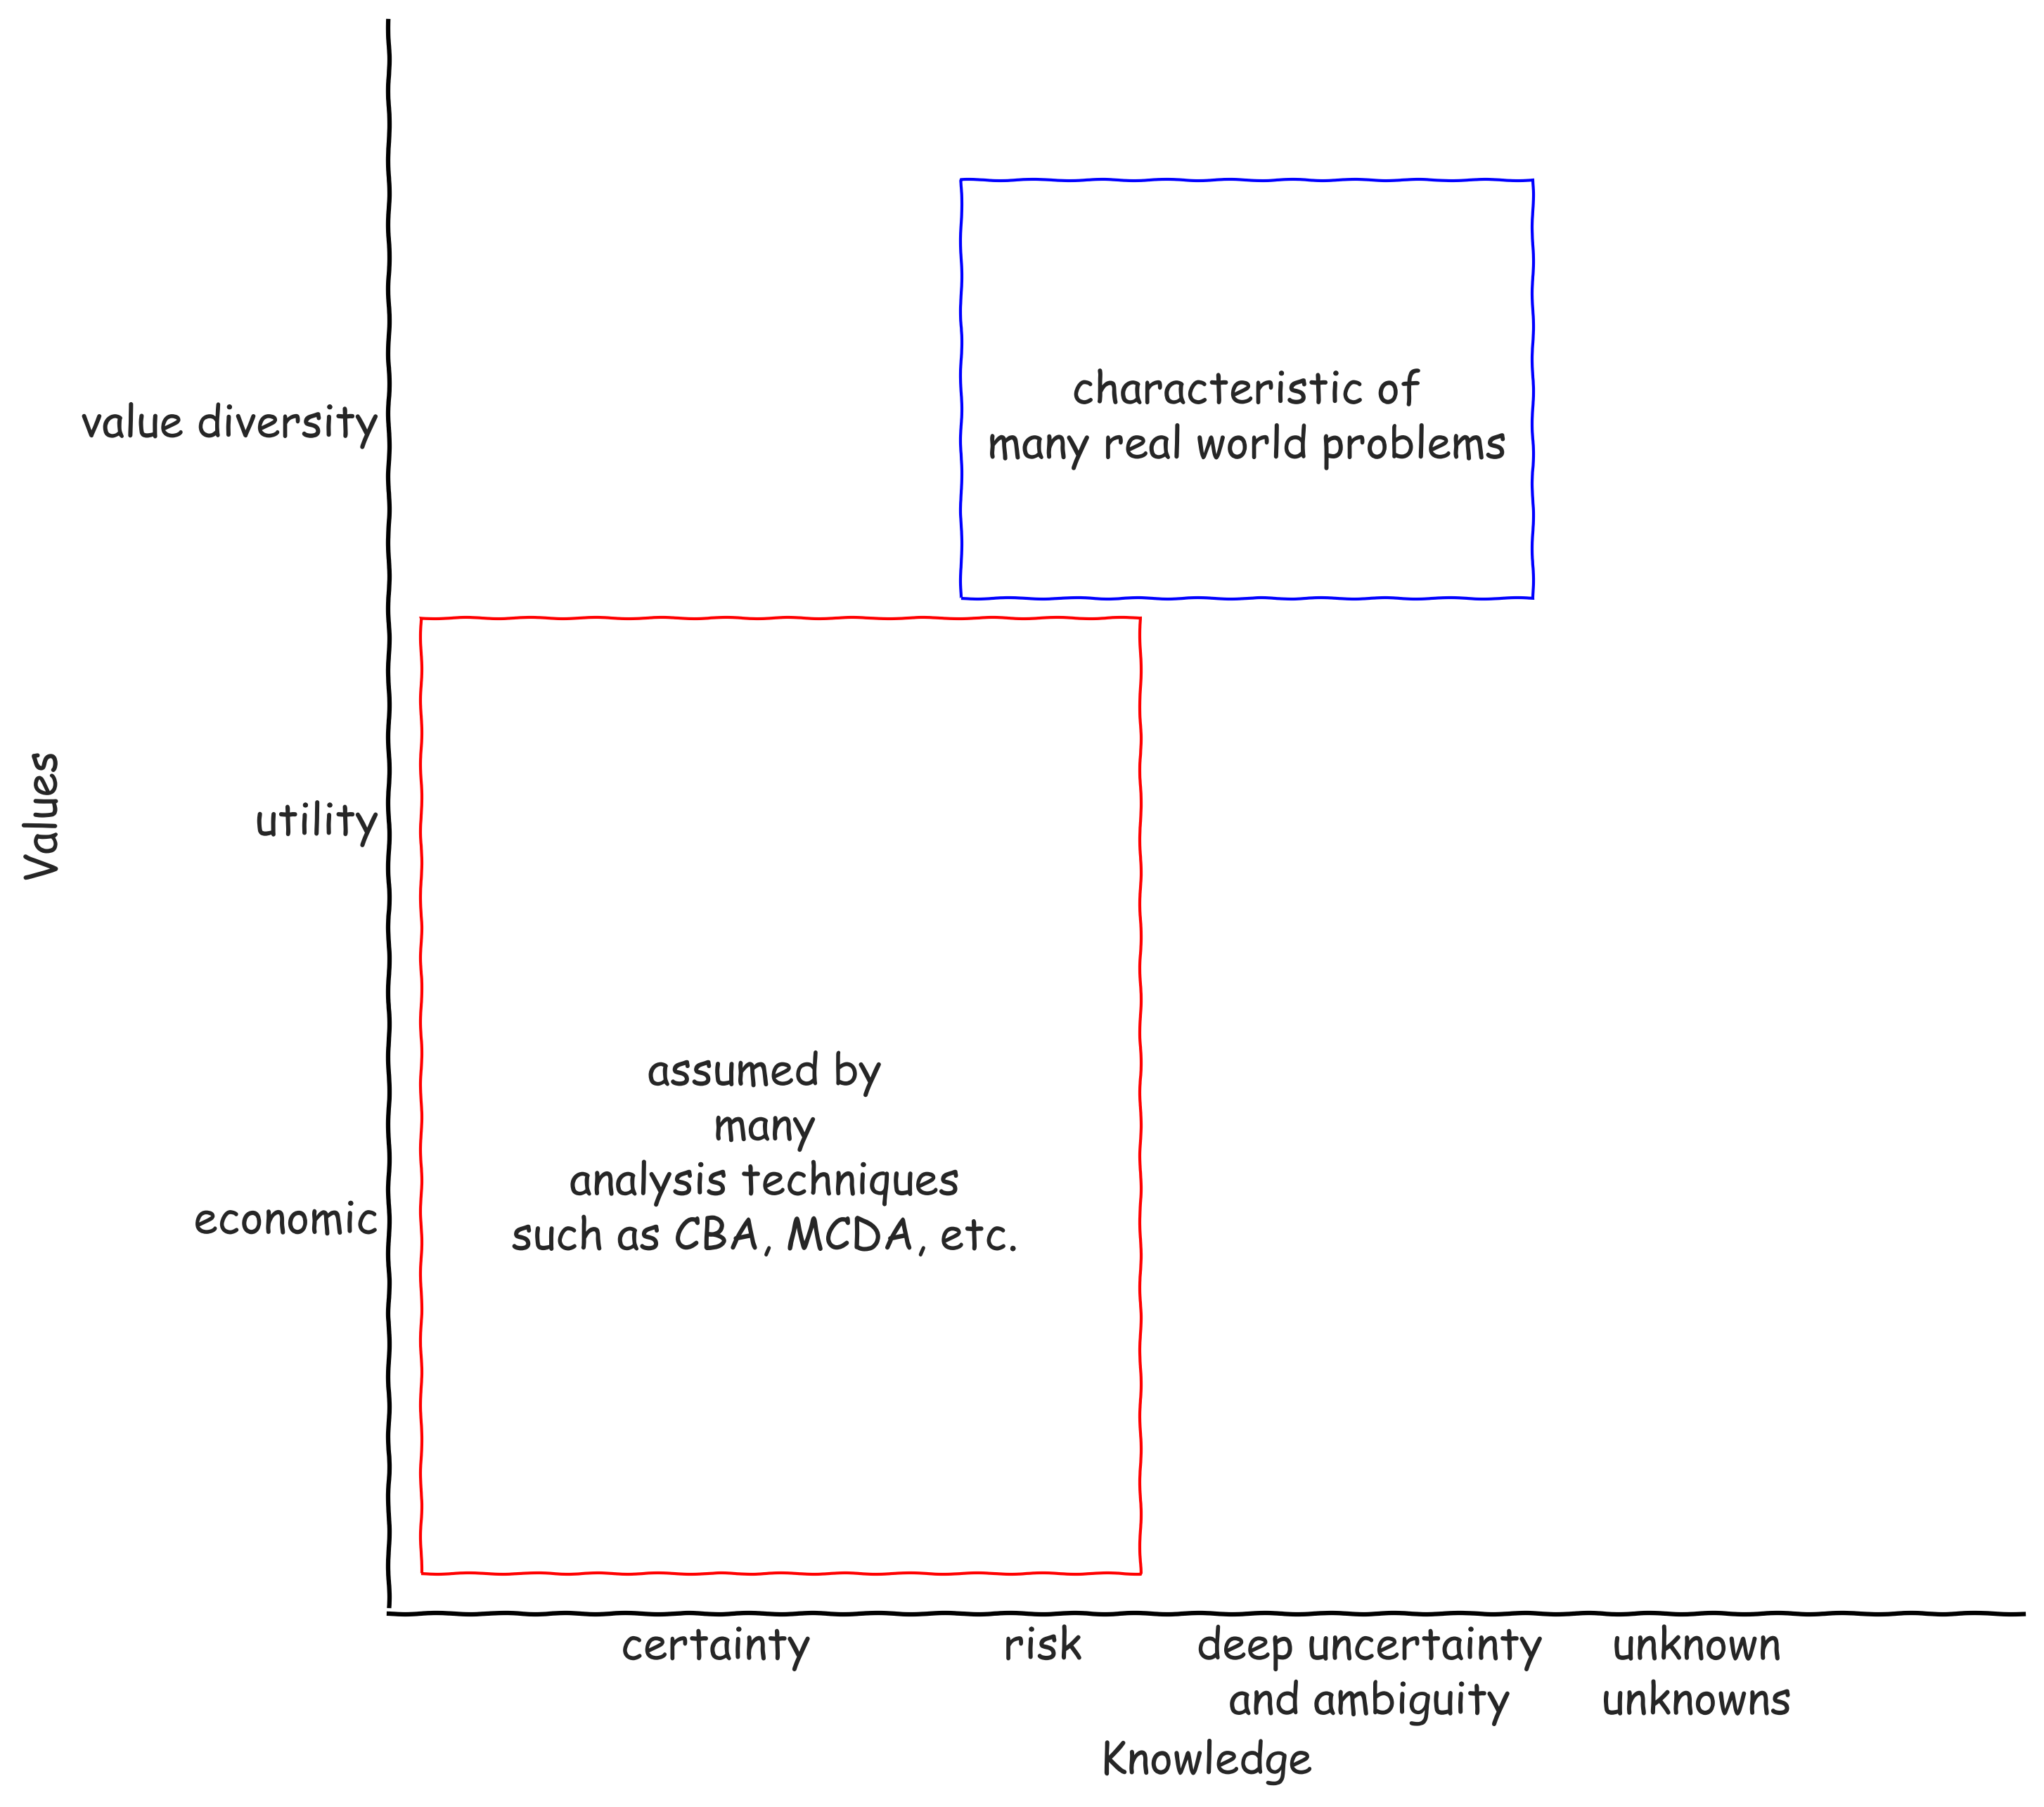 characteristic of
many real world problems
value diversity
Values
utility
assumed by
many
analysis techniques
such as CBA, MCDA, etc.
economic
certainty
risk
deep uncertainty
and ambiguity
unknown
unknowns
Knowledge